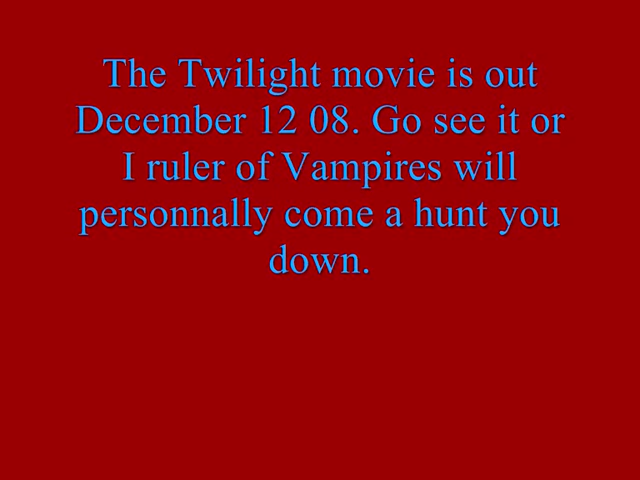 The Twilight movie is out
December 12 08. Go see it or
I ruler of Vampires will
personnally come a hunt you
down.